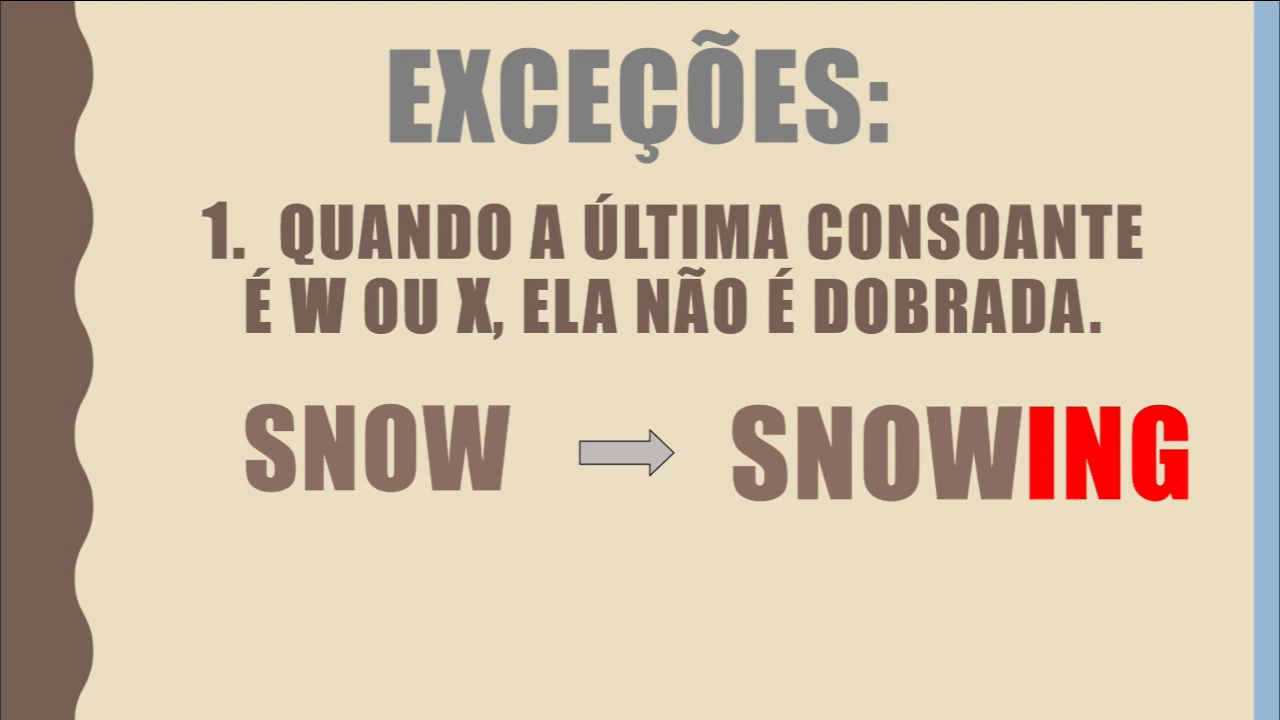 EXCEÇÕES:
1. QUANDO A ÚLTIMA CONSOANTE
É W OU X, ELA NÃO É DOBRADA.
SNOW SNOWING